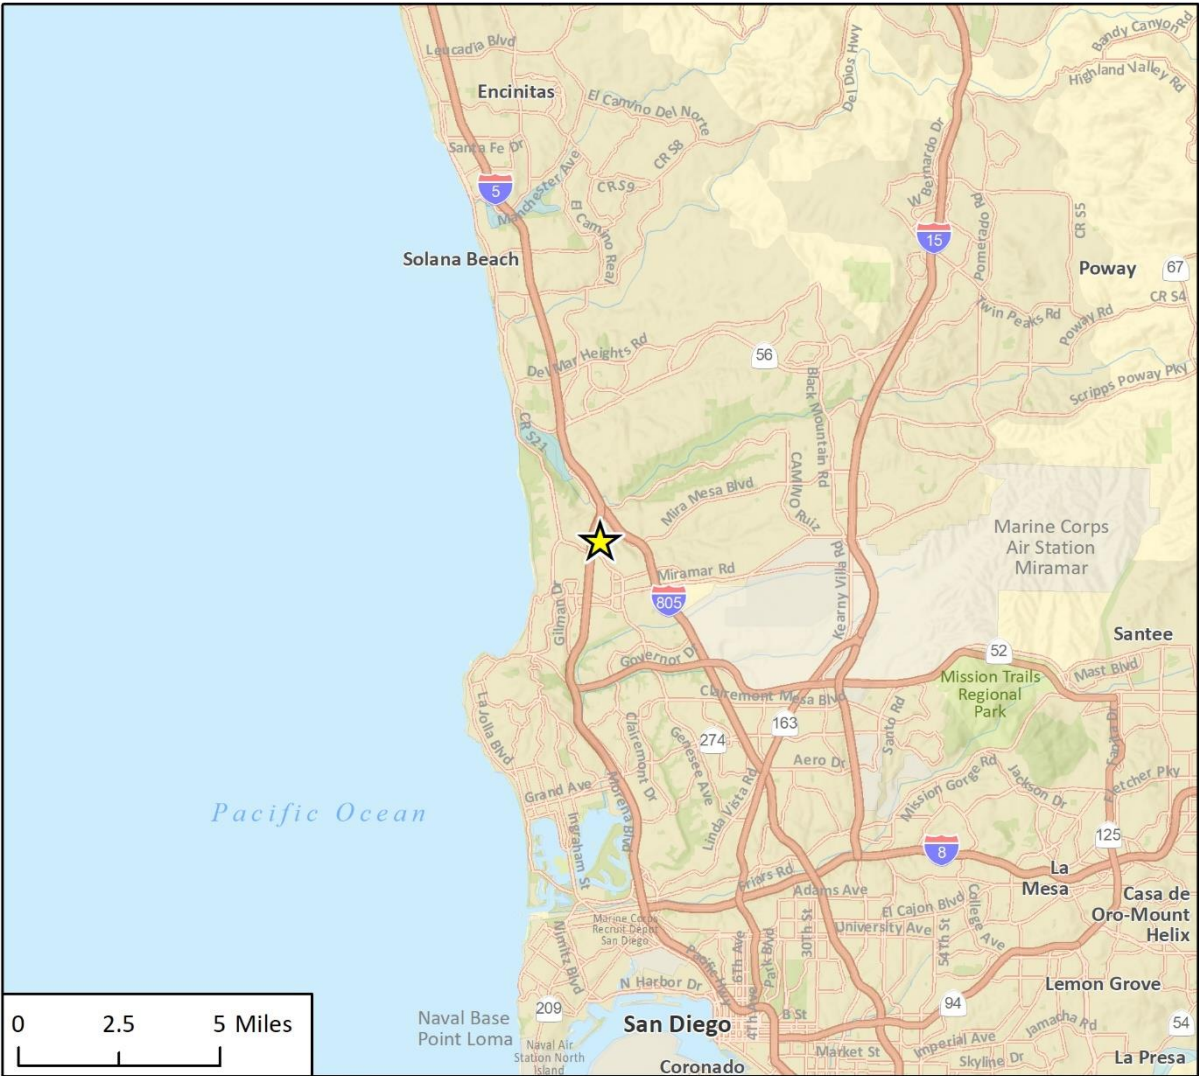 Leucadia Blvd
Encinitas
El Camino Del Norte
Del Dios Hwy
Bandy Canyon Rd
Highland Valley Rd
Santa Fe Dr
CR S8
CR S9
Manchester Ave
5
El Camino Real
W Bernardo Dr
Pomerado Rd
CR S5
15
Solana Beach
Poway
67
CR S4
Twin Peaks Rd
Poway Rd
Del Mar Heights Rd
56
Black Mountain Rd
Scripps Poway Pky
CR S21
Mira Mesa Blvd
CAMINO Ruiz
Marine Corps
Air Station
Miramar
Miramar Rd
805
Gilman Dr
Kearny Villa Rd
Santee
Governor Dr
52
Mast Blvd
Mission Trails
Regional
Park
Clairemont Mesa Blvd
La Jolla Blvd
163
274
Clairemont Dr
Genesee Ave
Santo Rd
Fanita Dr
Aero Dr
Linda Vista Rd
Mission Gorge Rd
Jackson Dr
Fletcher Pky
Grand Ave
Morena Blvd
Pacific Ocean
Ingraham St
125
8
Friars Rd
La
Mesa
Adams Ave
Casa de
Oro-Mount
Helix
El Cajon Blvd
College Ave
University Ave
30Th St
54Th St
Marine Corps
Recruit Depot
San Diego
Nimitz Blvd
Pacific Hwy
6Th Ave
Park Blvd
N Harbor Dr
Lemon Grove
209
94
B St
4Th Ave
Naval Base
Point Loma
San Diego
Jamacha Rd
54
Imperial Ave
Market St
Skyline Dr
Naval Air
Station North
Island
Coronado
La Presa
0 2.5 5 Miles